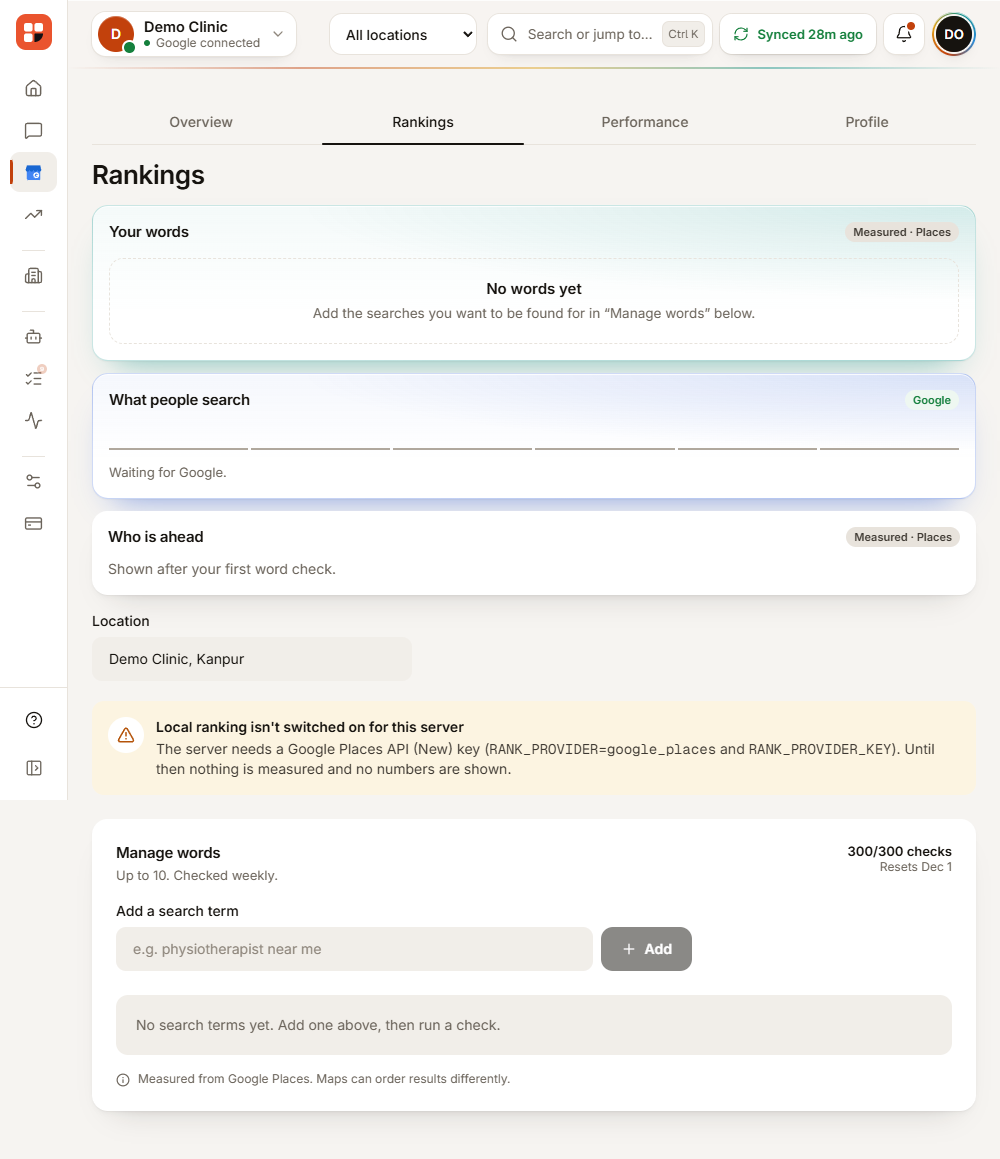 D
Demo Clinic
Google connected
All locations
Search or jump to...
Ctrl K
Synced 28m ago
DO
Overview
Rankings
Performance
Profile
Rankings
Your words
Measured · Places
No words yet
Add the searches you want to be found for in “Manage words” below.
What people search
Google
Waiting for Google.
Who is ahead
Measured · Places
Shown after your first word check.
Location
Demo Clinic, Kanpur
Local ranking isn't switched on for this server
The server needs a Google Places API (New) key (RANK_PROVIDER=google_places and RANK_PROVIDER_KEY). Until
then nothing is measured and no numbers are shown.
Manage words
300/300 checks
Up to 10. Checked weekly.
Resets Dec 1
Add a search term
e.g. physiotherapist near me
Add
No search terms yet. Add one above, then run a check.
Measured from Google Places. Maps can order results differently.